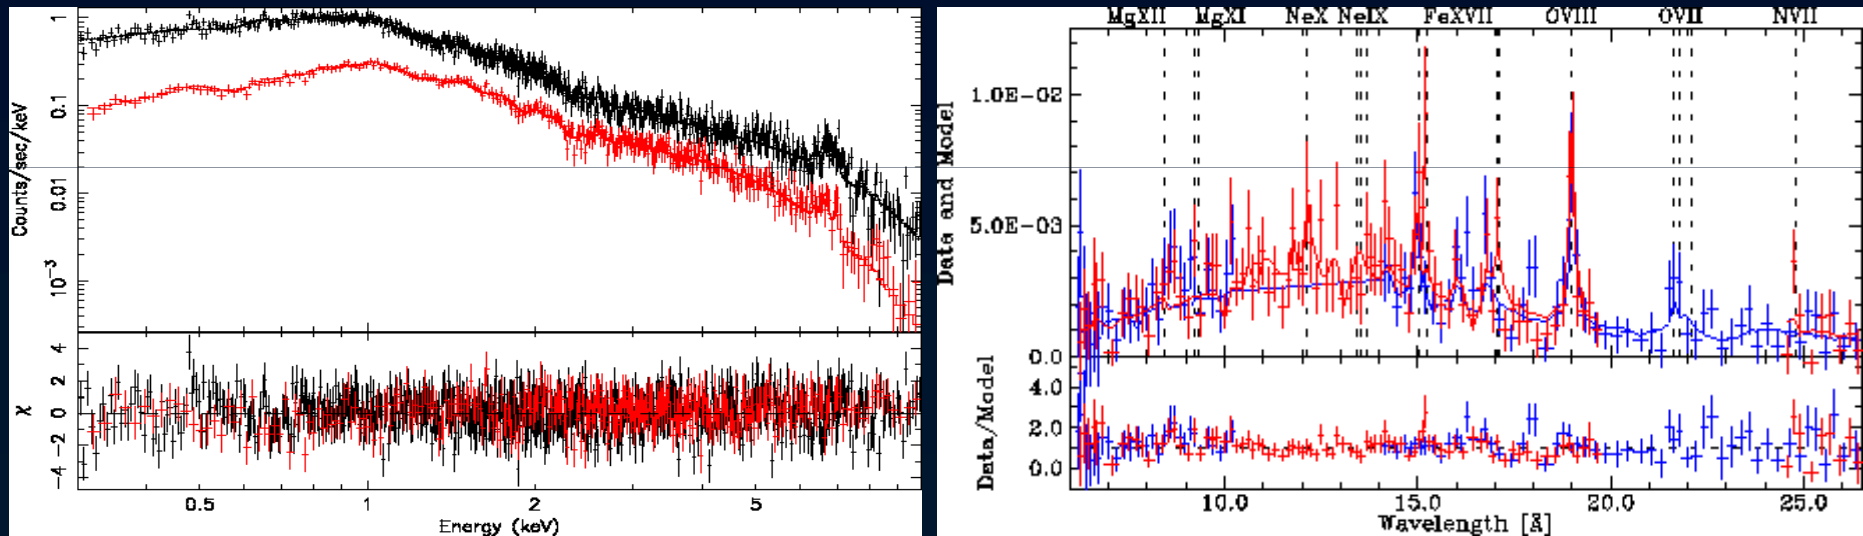 1
0.1
0.01
10⁻³
Counts/sec/keV
4
2
0
-2
-4
χ
0.5 1 2 5
Energy (keV)
MgXII MgXI NeX NeIX FeXVII OVIII OVII NVII
1.0E-02
5.0E-03
0.0
Data and Model
4.0
2.0
0.0
Data/Model
10.0 15.0 20.0 25.0
Wavelength [Å]